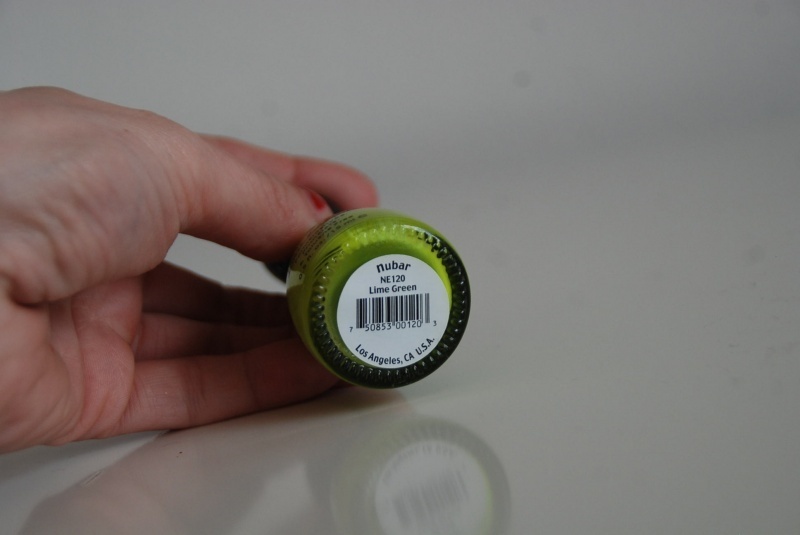 nubar
NE120
Lime Green
7 50853 00120 3
Los Angeles, CA U.S.A.